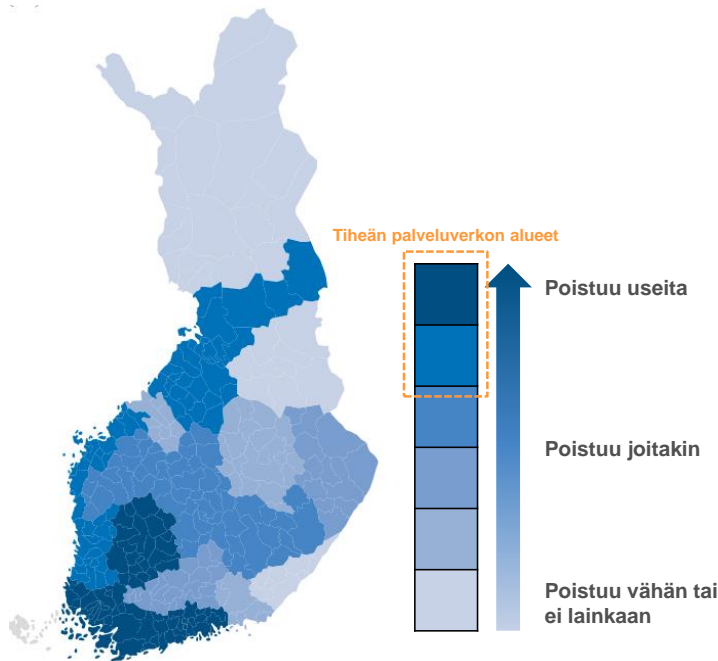 Tiheän palveluverkon alueet
Poistuu useita
Poistuu joitakin
Poistuu vähän tai
ei lainkaan